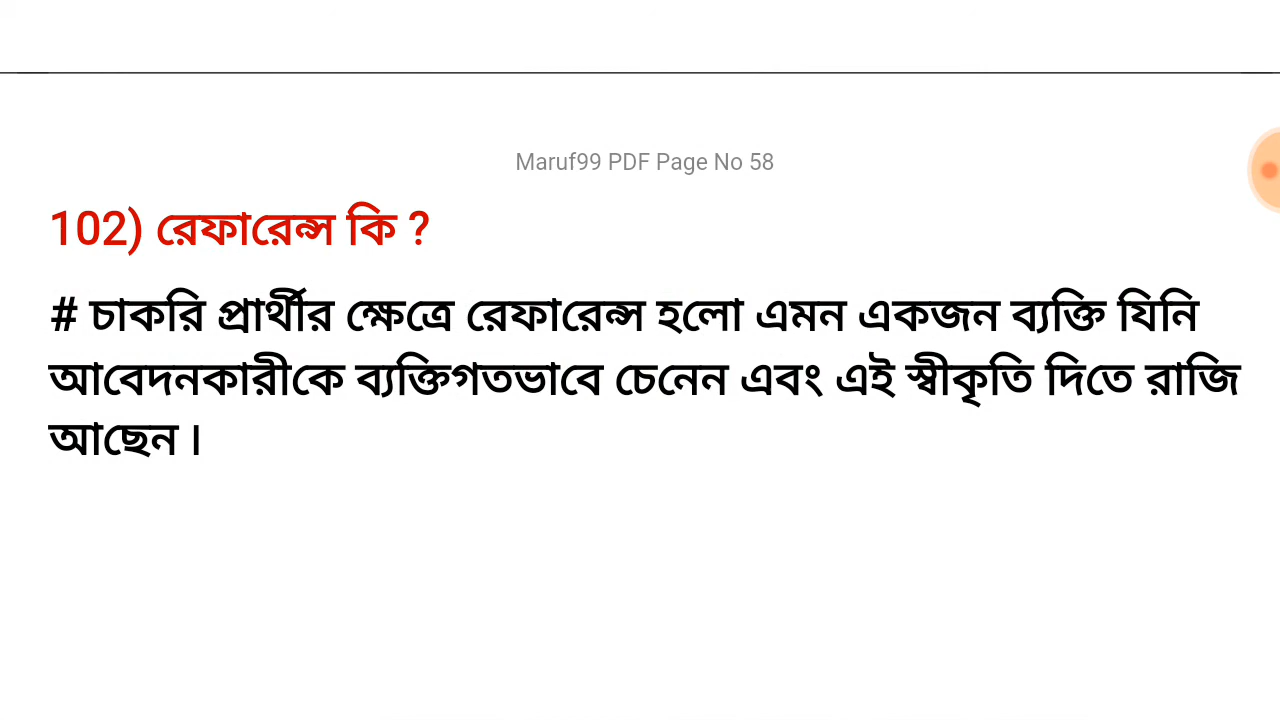 Maruf99 PDF Page No 58
102) রেফারেন্স কি ?
# চাকরি প্রার্থীর ক্ষেত্রে রেফারেন্স হলো এমন একজন ব্যক্তি যিনি
আবেদনকারীকে ব্যক্তিগতভাবে চেনেন এবং এই স্বীকৃতি দিতে রাজি
আছেন ।